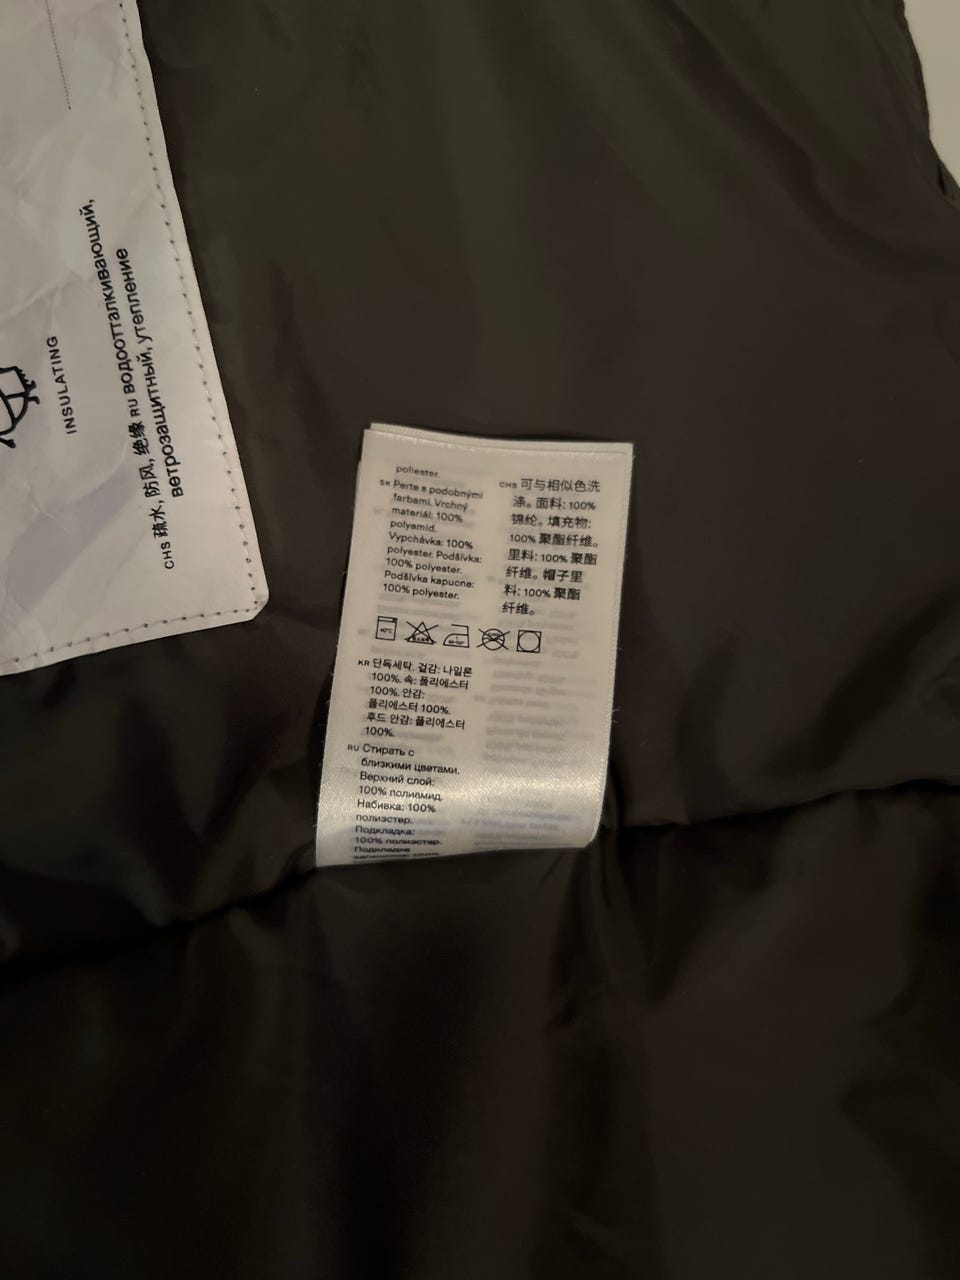 INSULATING
CHS 疏水, 防风, 绝缘 RU водоотталкивающий,
ветрозащитный, утепление
poliester.
SK Perte s podobnými
farbami. Vrchný
materiál: 100%
polyamid.
Vypchávka: 100%
polyester. Podšívka:
100% polyester.
Podšívka kapucne:
100% polyester.
CHS 可与相似色洗
涤。面料: 100%
锦纶。填充物:
100% 聚酯纤维。
里料: 100% 聚酯
纤维。帽子里
料: 100% 聚酯
纤维。
40°C
KR 단독세탁. 겉감: 나일론
100%. 속: 폴리에스터
100%. 안감:
폴리에스터 100%.
후드 안감: 폴리에스터
100%.
RU Стирать с
близкими цветами.
Верхний слой:
100% полиамид.
Набивка: 100%
полиэстер.
Подкладка:
100% полиэстер.
Подкладка